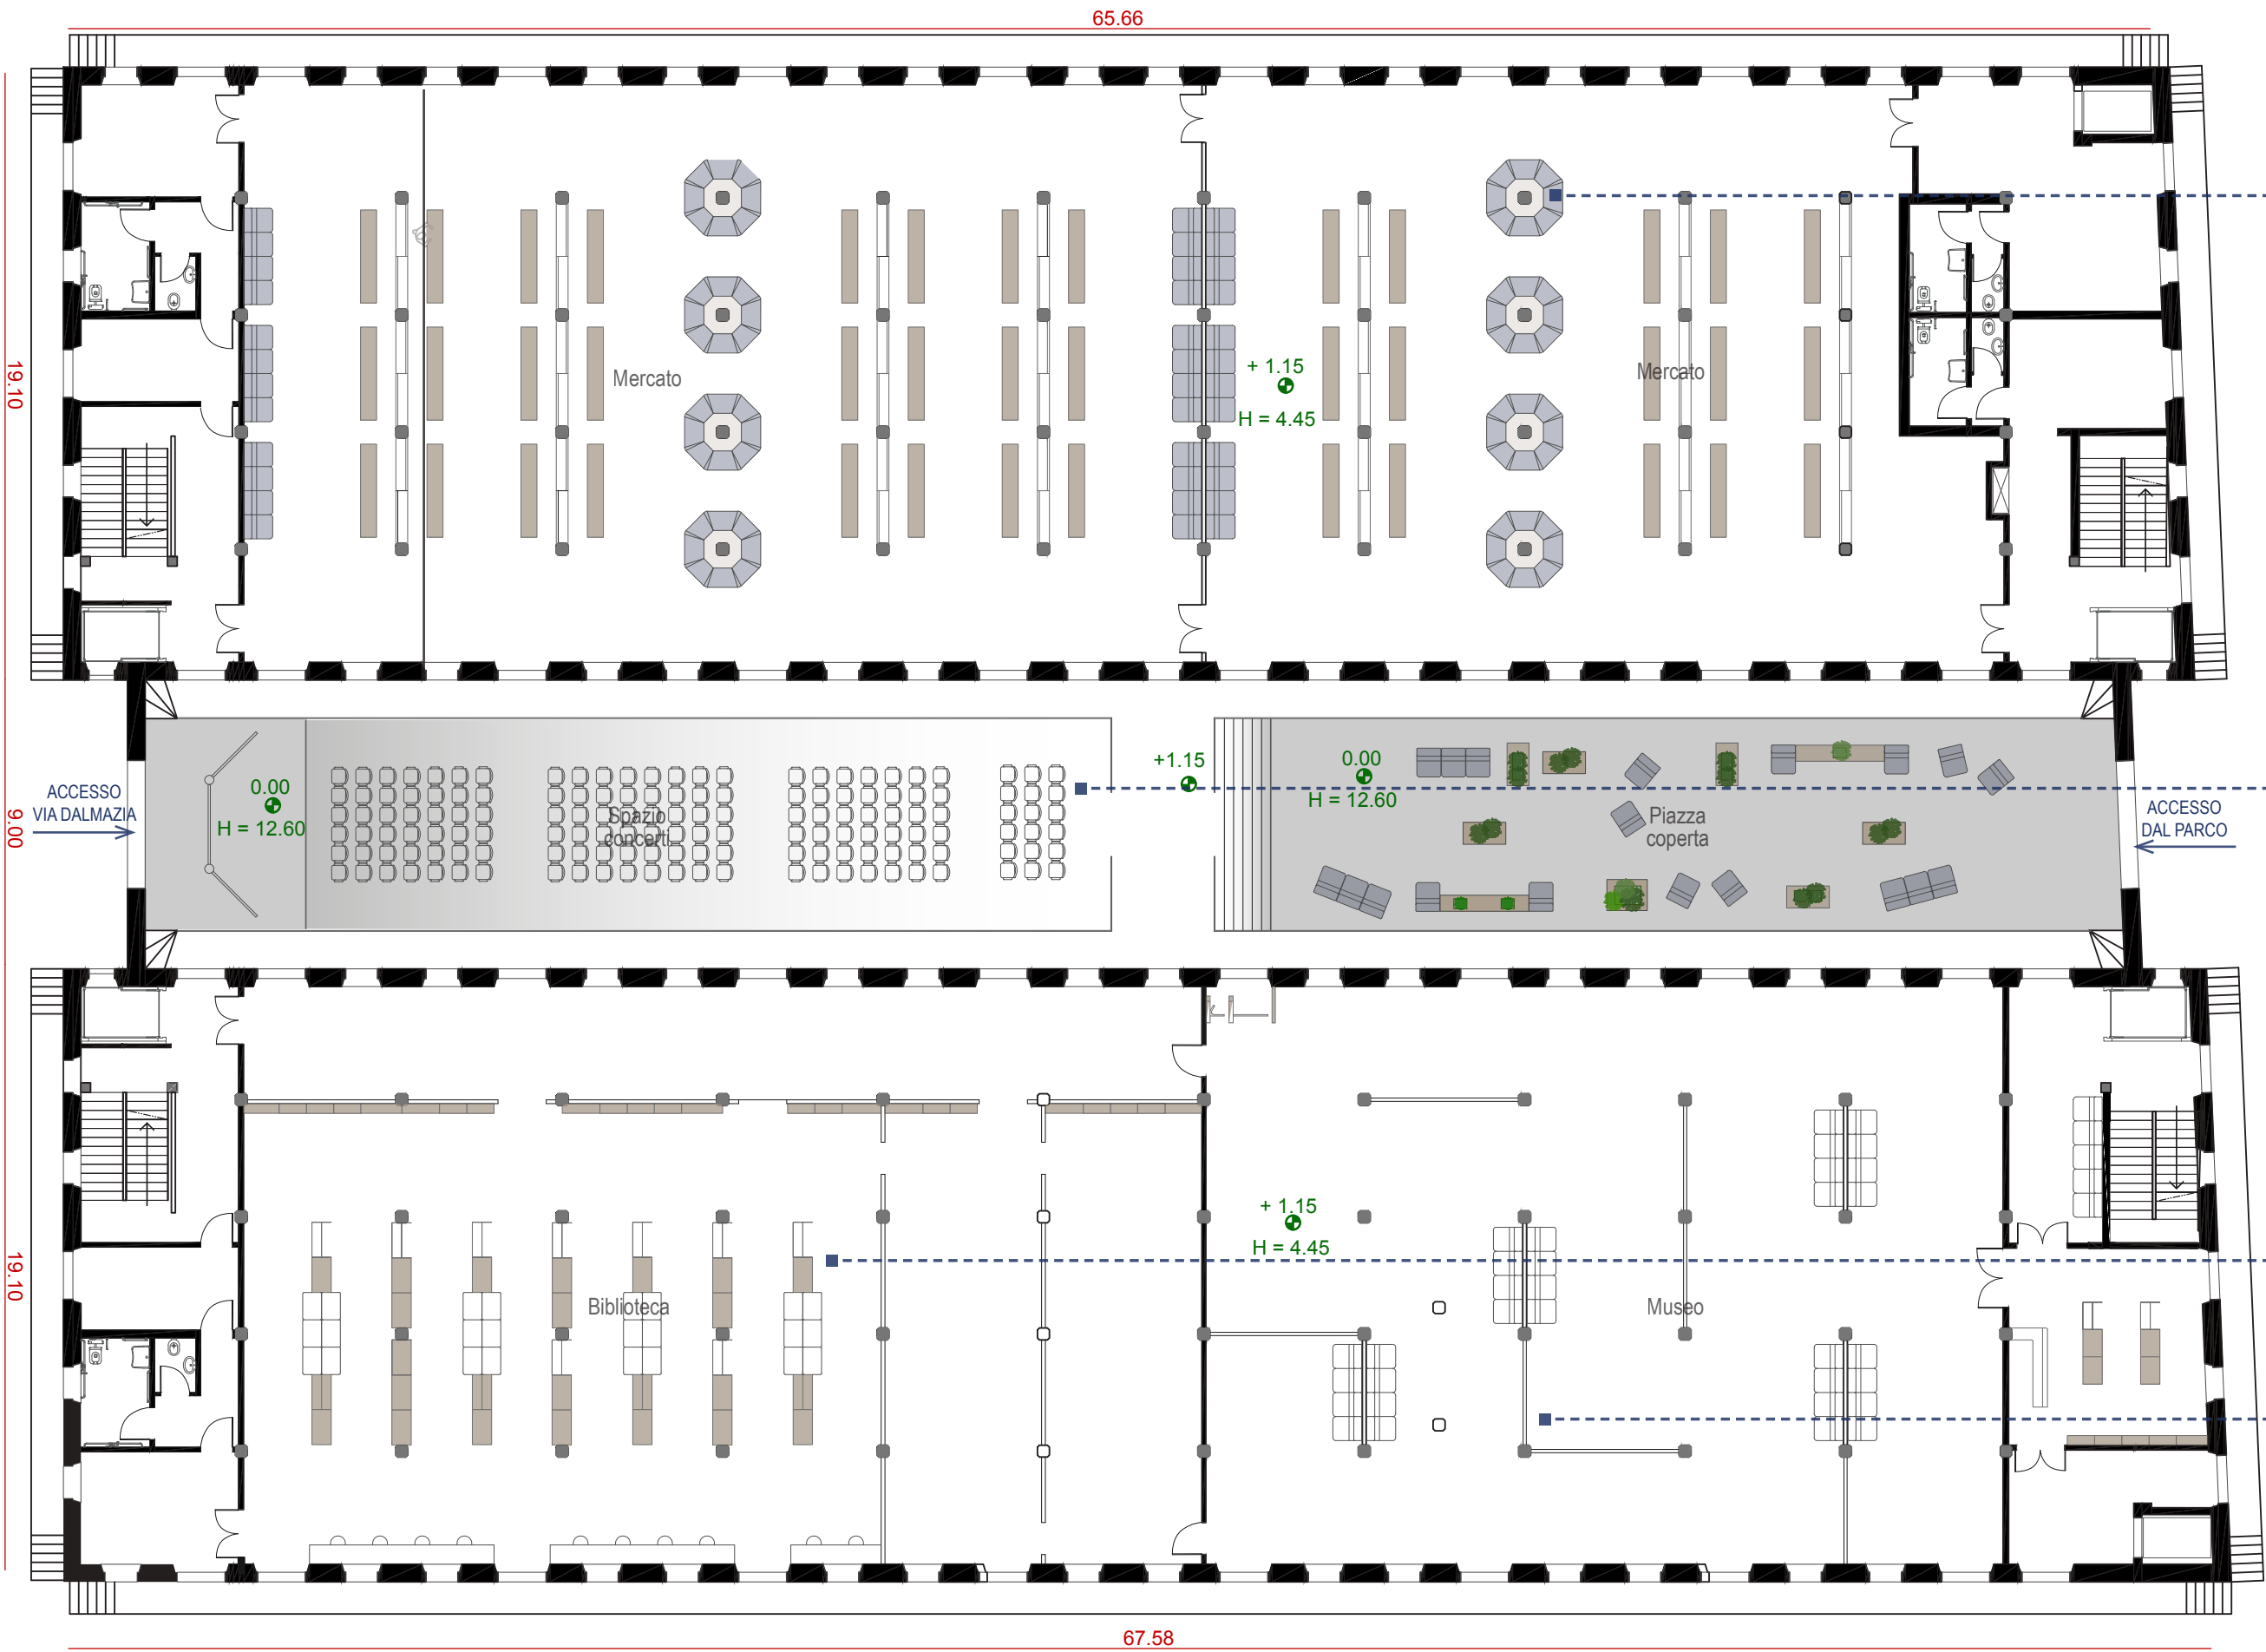 65.66
19.10
Mercato
+ 1.15
H = 4.45
Mercato
ACCESSO
VIA DALMAZIA
9.00
0.00
H = 12.60
Spazio
concerti
+1.15
0.00
H = 12.60
Piazza
coperta
ACCESSO
DAL PARCO
19.10
Biblioteca
+ 1.15
H = 4.45
Museo
67.58